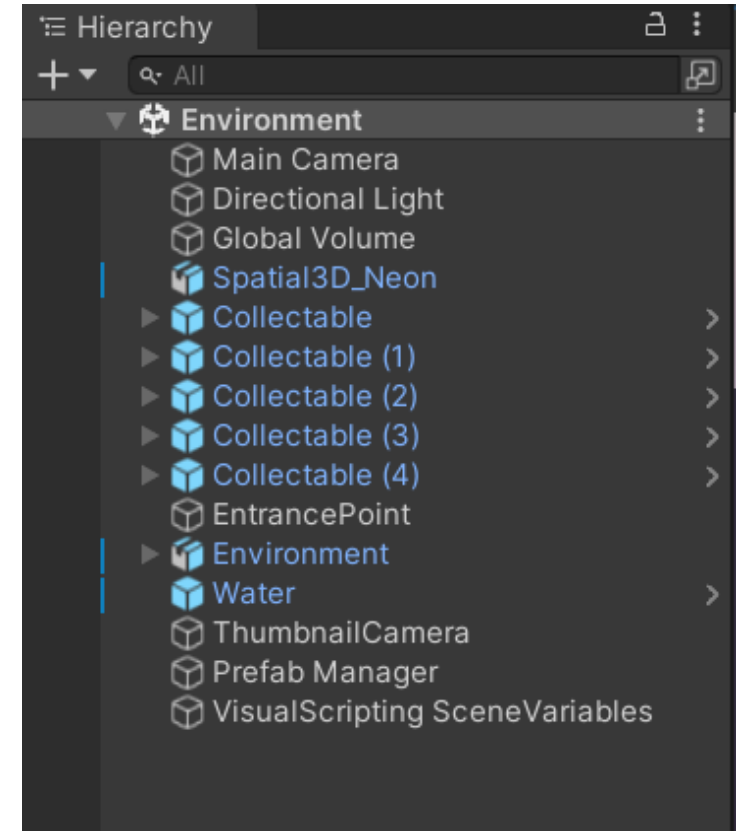 Hierarchy
All
Environment
Main Camera
Directional Light
Global Volume
Spatial3D_Neon
Collectable
Collectable (1)
Collectable (2)
Collectable (3)
Collectable (4)
EntrancePoint
Environment
Water
ThumbnailCamera
Prefab Manager
VisualScripting SceneVariables